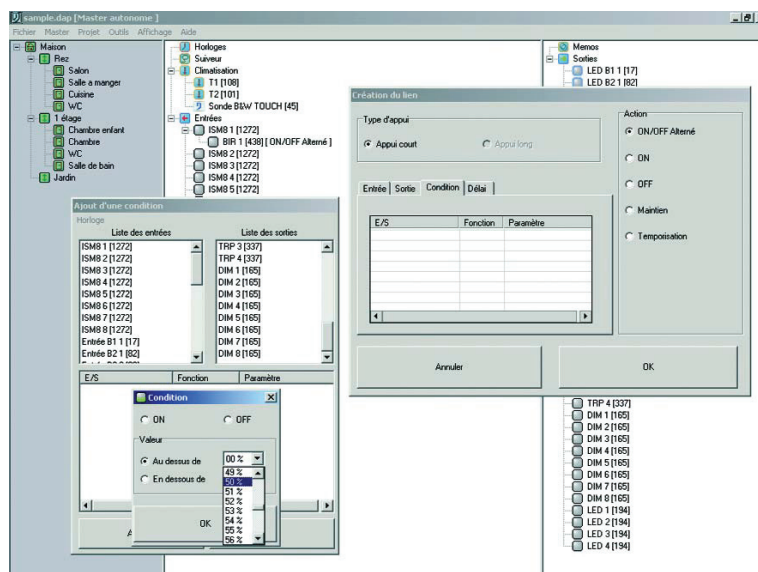 sample.dap [Master autonome ]
Fichier Master Projet Outils Affichage Aide
Maison
Rez
Salon
Salle a manger
Cuisine
WC
1 étage
Chambre enfant
Chambre
WC
Salle de bain
Jardin
Horloges
Suiveur
Climatisation
T1 [108]
T2 [101]
Sonde B&W TOUCH [45]
Entrées
ISM8 1 [1272]
BIR 1 [438] [ ON/OFF Alterné ]
ISM8 2 [1272]
ISM8 3 [1272]
ISM8 4 [1272]
ISM8 5 [1272]
Memos
Sorties
LED B1 1 [17]
LED B2 1 [82]
Création du lien
Type d'appui
Appui court
Appui long
Action
ON/OFF Alterné
ON
OFF
Maintien
Temporisation
Entrée Sortie Condition Délai
E/S Fonction Paramètre
Annuler
OK
Ajout d'une condition
Horloge
Liste des entrées
ISM8 1 [1272]
ISM8 2 [1272]
ISM8 3 [1272]
ISM8 4 [1272]
ISM8 5 [1272]
ISM8 6 [1272]
ISM8 7 [1272]
ISM8 8 [1272]
Entrée B1 1 [17]
Entrée B2 1 [82]
Liste des sorties
TRP 3 [337]
TRP 4 [337]
DIM 1 [165]
DIM 2 [165]
DIM 3 [165]
DIM 4 [165]
DIM 5 [165]
DIM 6 [165]
DIM 7 [165]
DIM 8 [165]
E/S Fonction Paramètre
Condition
ON
OFF
Valeur
Au dessus de
00 %
En dessous de
49 %
50 %
51 %
52 %
53 %
54 %
55 %
56 %
OK
TRP 4 [337]
DIM 1 [165]
DIM 2 [165]
DIM 3 [165]
DIM 4 [165]
DIM 5 [165]
DIM 6 [165]
DIM 7 [165]
DIM 8 [165]
LED 1 [194]
LED 2 [194]
LED 3 [194]
LED 4 [194]